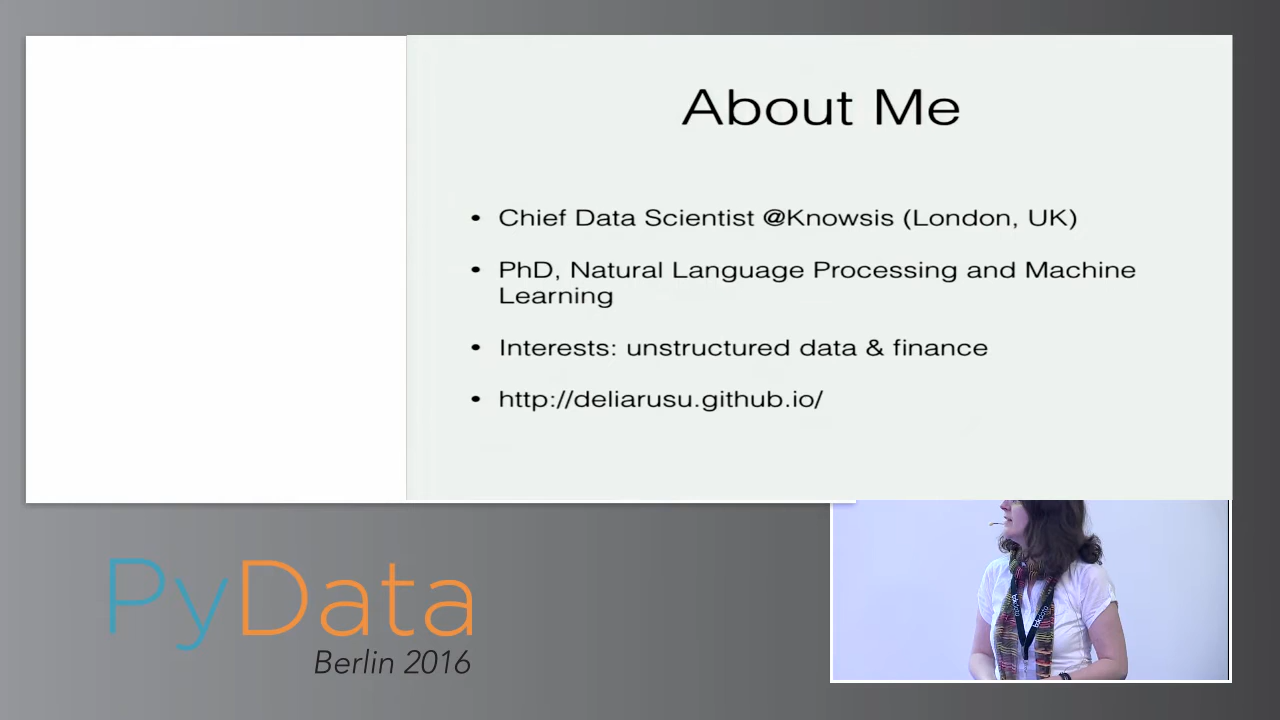 About Me
• Chief Data Scientist @Knowsis (London, UK)
• PhD, Natural Language Processing and Machine
Learning
• Interests: unstructured data & finance
• http://deliarusu.github.io/
PyData
Berlin 2016